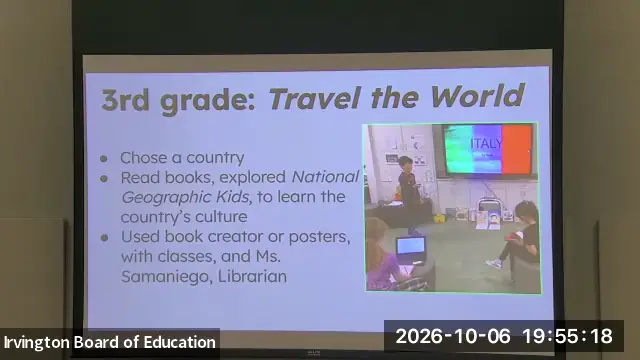 3rd grade: Travel the World
● Chose a country
● Read books, explored National
Geographic Kids, to learn the
country's culture
● Used book creator or posters,
with classes, and Ms.
Samaniego, Librarian
ITALY
Irvington Board of Education
2026-10-06 19:55:18